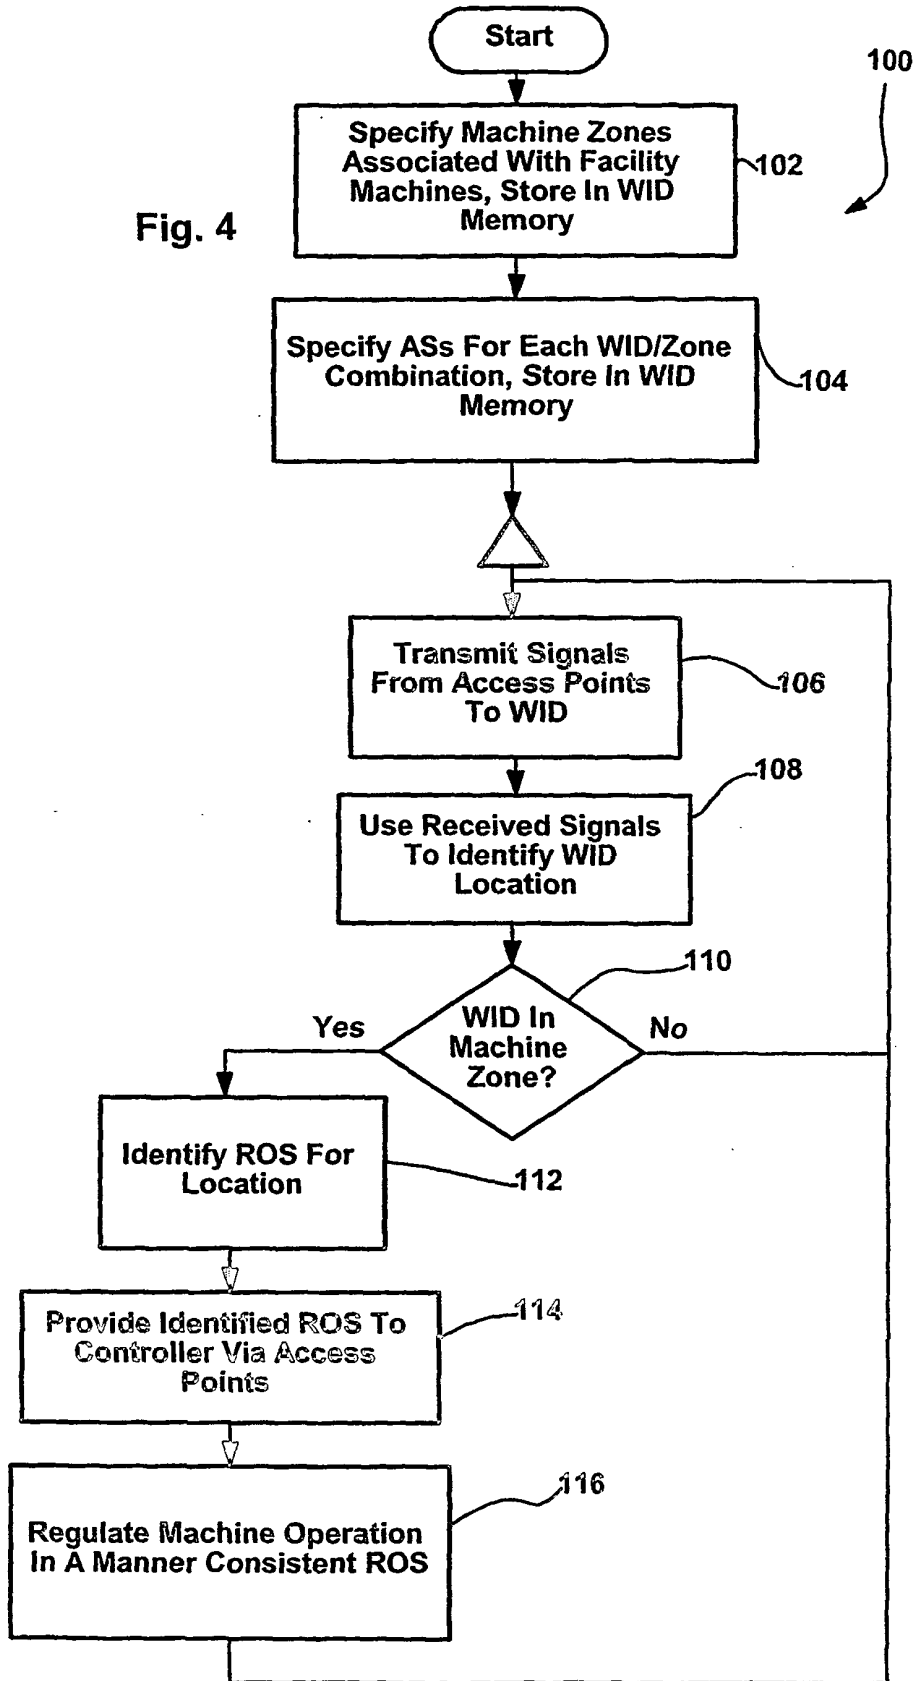 Start
100
Specify Machine Zones
Associated With Facility
Machines, Store In WID
Memory
102
Fig. 4
Specify ASs For Each WID/Zone
Combination, Store In WID
Memory
104
Transmit Signals
From Access Points
To WID
106
108
Use Received Signals
To Identify WID
Location
110
WID In
Machine
Zone?
Yes
No
Identify ROS For
Location
112
Provide Identified ROS To
Controller Via Access
Points
114
116
Regulate Machine Operation
In A Manner Consistent ROS